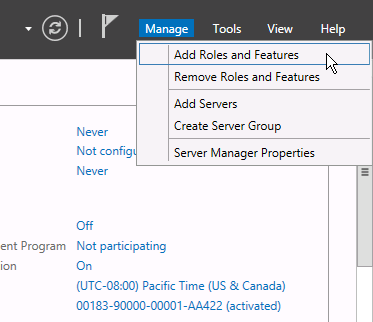 Manage Tools View Help
Add Roles and Features
Remove Roles and Features
Add Servers
Create Server Group
Server Manager Properties
Never
Not configu
Never
Off
ent Program Not participating
ion On
(UTC-08:00) Pacific Time (US & Canada)
00183-90000-00001-AA422 (activated)